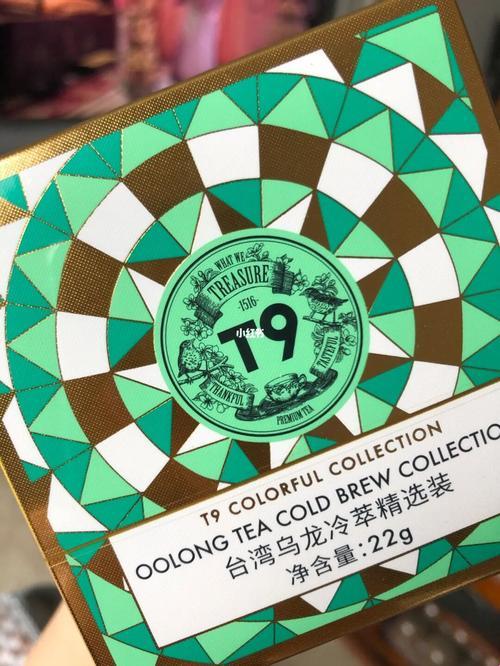 WHAT WE
TREASURE
·1516·
T9
小红书
THANKFUL
TASTEFUL
PREMIUM TEA
T9 COLORFUL COLLECTION
OOLONG TEA COLD BREW COLLECTIO
台湾乌龙冷萃精选装
净含量:22g